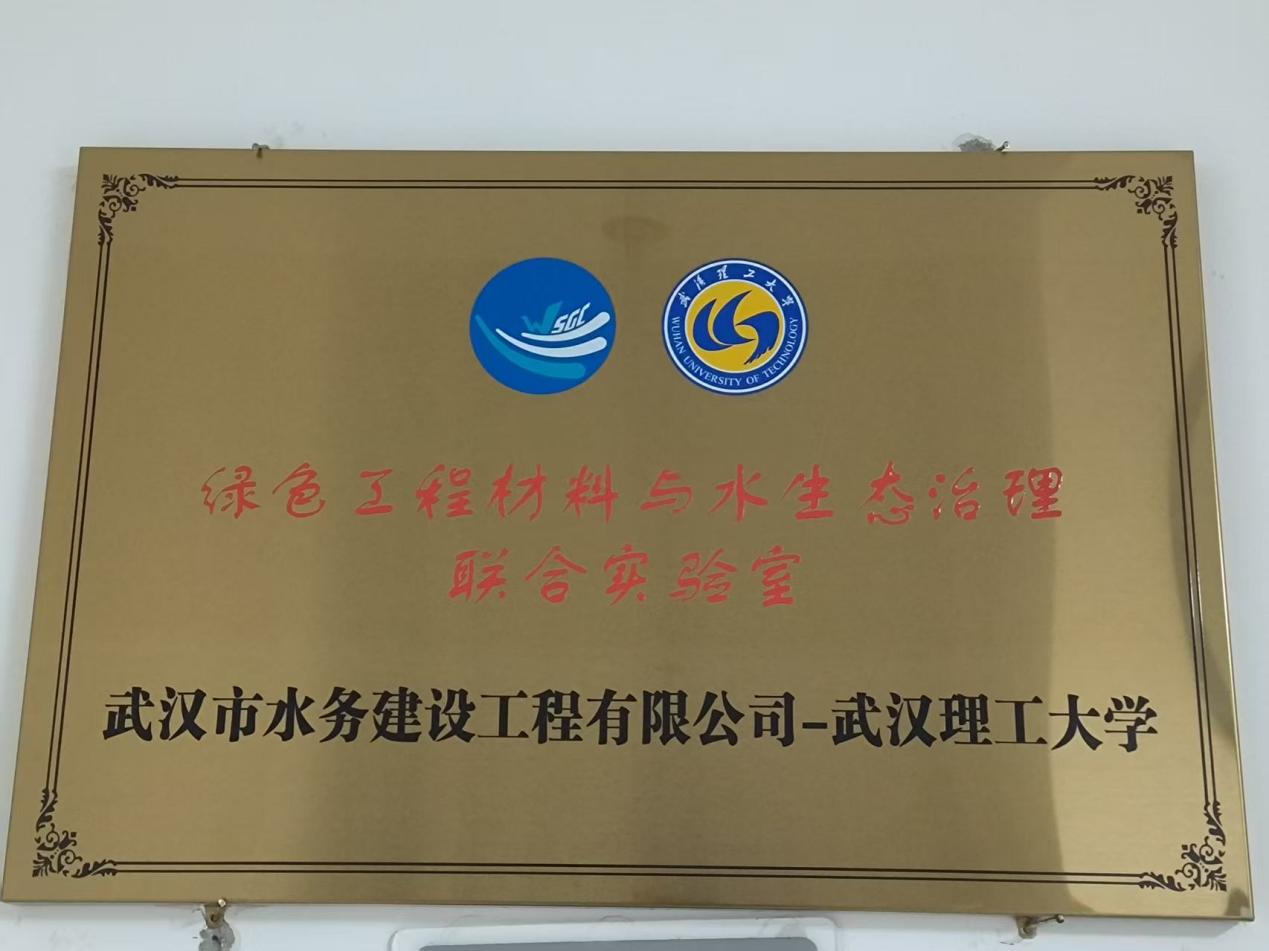 WSGC
武汉理工大学
WUHAN UNIVERSITY OF TECHNOLOGY
绿色工程材料与水生态治理
联合实验室
武汉市水务建设工程有限公司-武汉理工大学